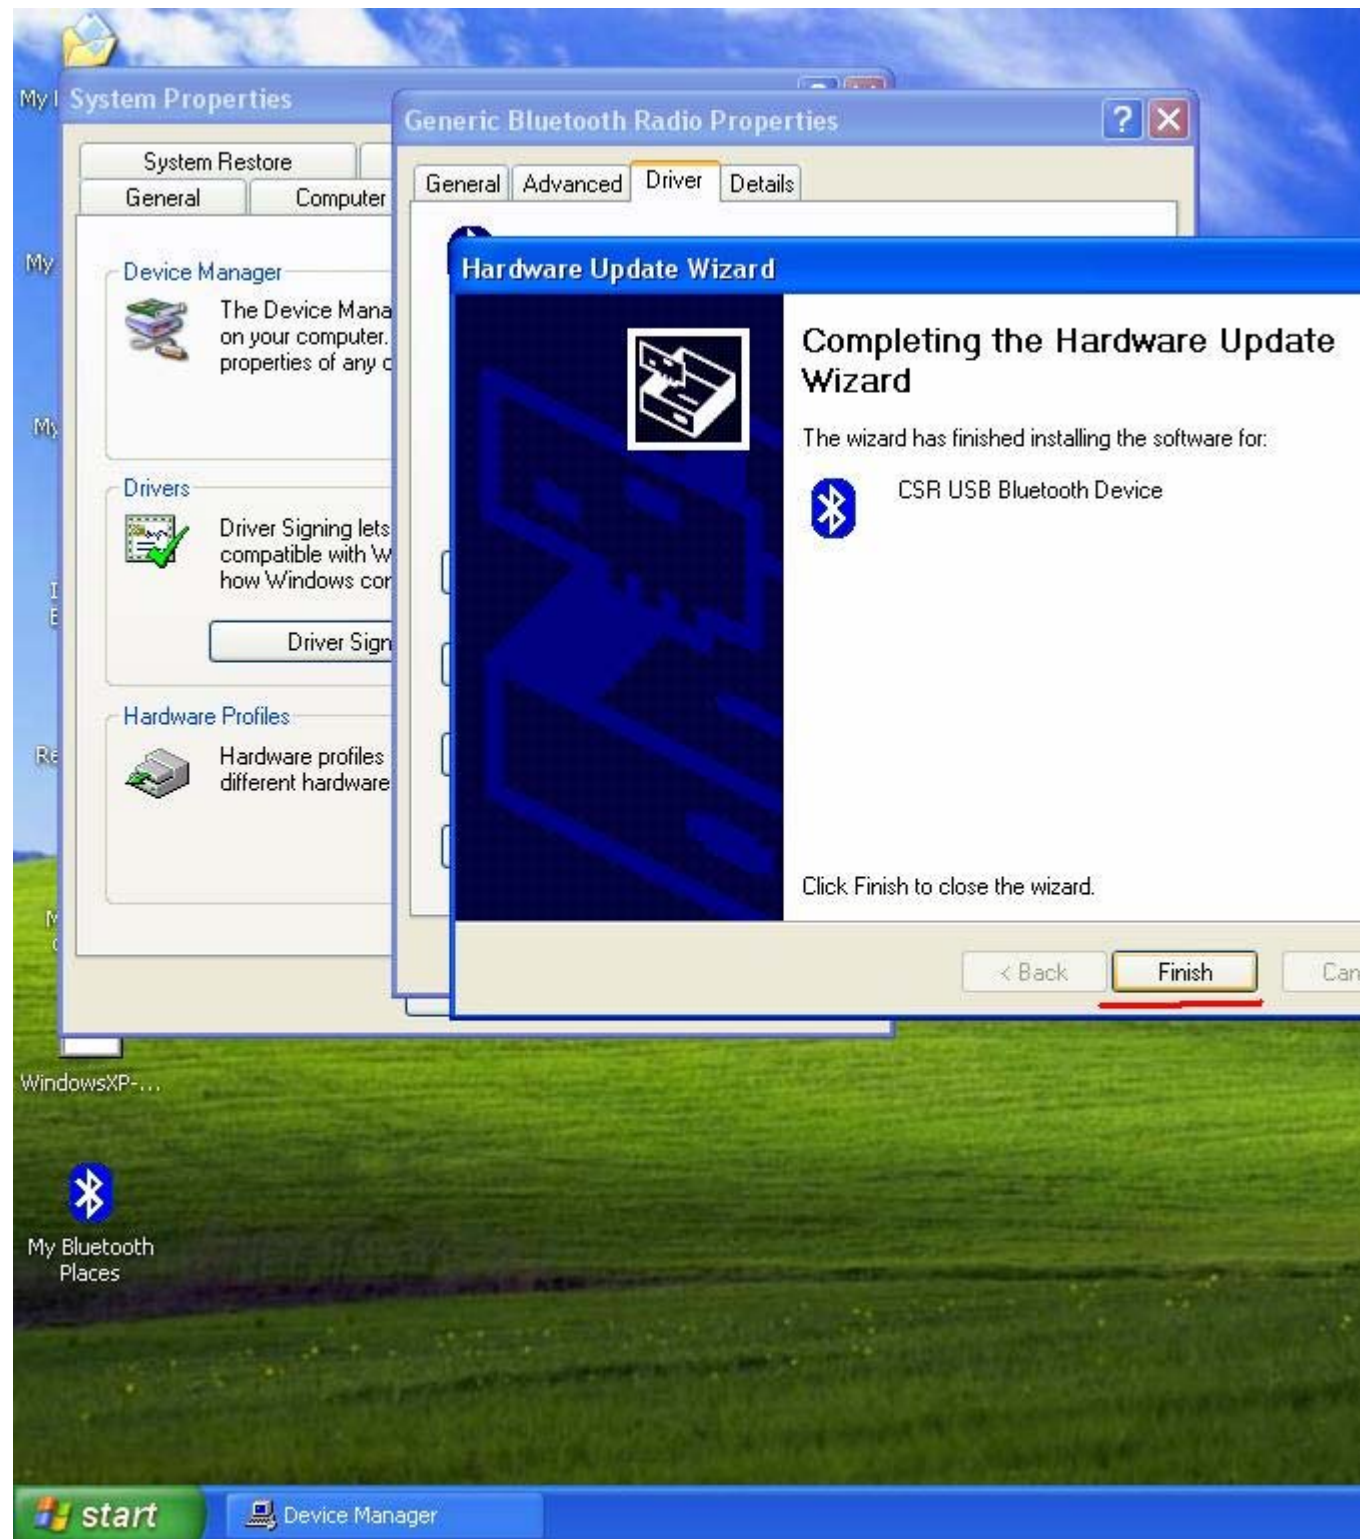 My
System Properties
Generic Bluetooth Radio Properties
System Restore
General
Computer
General
Advanced
Driver
Details
My
Device Manager
The Device Mana
on your computer.
properties of any
Hardware Update Wizard
Completing the Hardware Update
Wizard
The wizard has finished installing the software for:
CSR USB Bluetooth Device
My
Drivers
Driver Signing lets
compatible with W
how Windows con
Driver Sign
Hardware Profiles
Hardware profiles
different hardware
Re
Click Finish to close the wizard.
< Back
Finish
Can
WindowsXP-...
My Bluetooth
Places
start
Device Manager